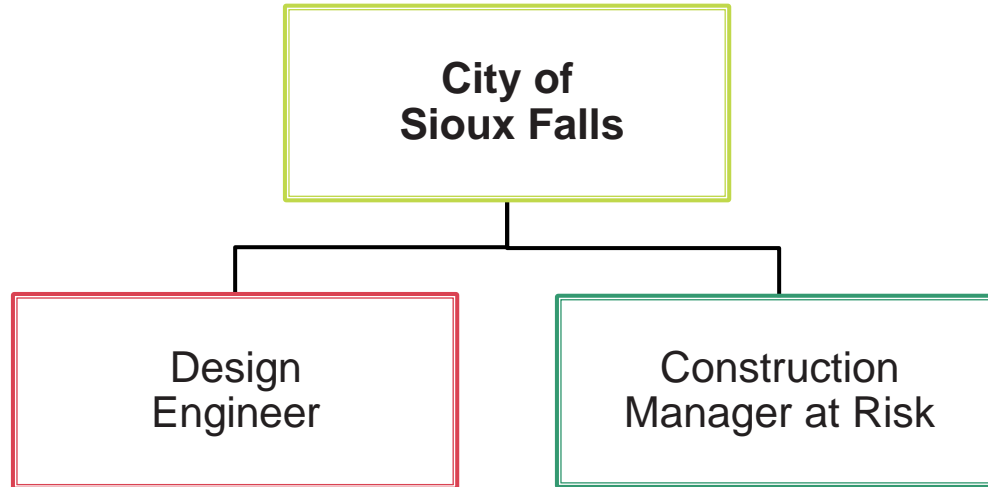 City of
Sioux Falls
Design
Engineer
Construction
Manager at Risk